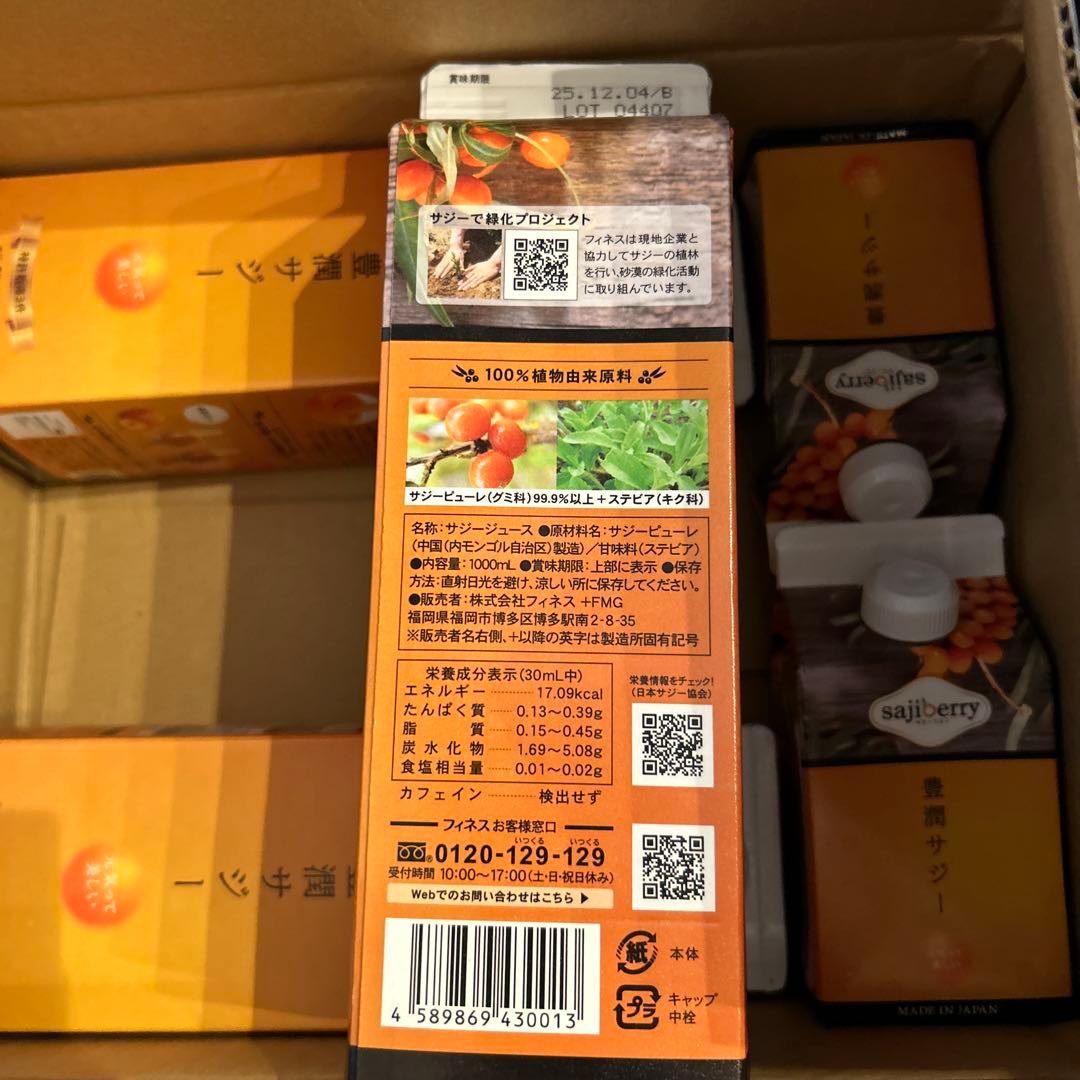 賞味期限
25.12.04/B
LOT 04407
サジーで緑化プロジェクト
フィネスは現地企業と
協力してサジーの植林
を行い、砂漠の緑化活動
に取り組んでいます。
100%植物由来原料
サジーピューレ(グミ科)99.9%以上+ステビア(キク科)
名称:サジージュース ●原材料名:サジーピューレ
(中国(内モンゴル自治区)製造)/甘味料(ステビア)
●内容量:1000mL ●賞味期限:上部に表示 ●保存
方法:直射日光を避け、涼しい所に保存してください。
●販売者:株式会社フィネス +FMG
福岡県福岡市博多区博多駅南2-8-35
※販売者名右側、+以降の英字は製造所固有記号
栄養成分表示(30mL中)
エネルギー 17.09kcal
たんぱく質 0.13〜0.39g
脂質 0.15〜0.45g
炭水化物 1.69〜5.08g
食塩相当量 0.01〜0.02g
カフェイン 検出せず
栄養情報をチェック!
(日本サジー協会)
フィネスお客様窓口
いつくる いつくる
0120-129-129
受付時間 10:00〜17:00(土・日・祝日休み)
Webでのお問い合わせはこちら ▶
4 589869 430013
紙 本体
プラ キャップ
中栓
豊潤サジー
豊潤サジー
MADE IN JAPAN
豊潤サジー
sajiberry
sajiberry
豊潤サジー
MADE IN JAPAN